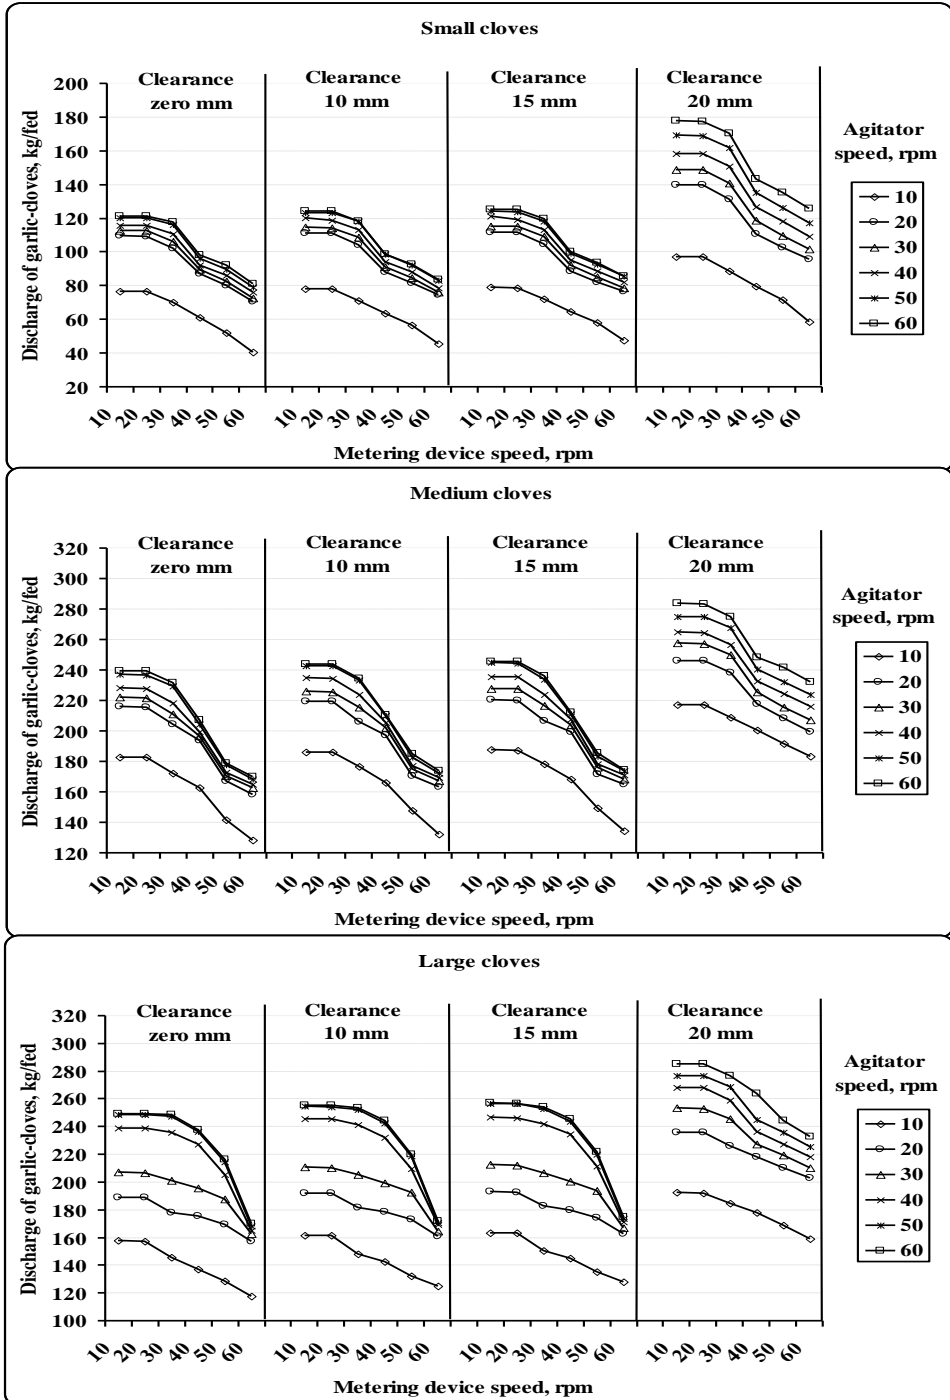 Small cloves
Clearance
zero mm
Clearance
10 mm
Clearance
15 mm
Clearance
20 mm
Discharge of garlic-cloves, kg/fed
200
180
160
140
120
100
80
60
40
20
10 20 30 40 50 60 10 20 30 40 50 60 10 20 30 40 50 60 10 20 30 40 50 60
Metering device speed, rpm
Agitator
speed, rpm
10
20
30
40
50
60
Medium cloves
Clearance
zero mm
Clearance
10 mm
Clearance
15 mm
Clearance
20 mm
Discharge of garlic-cloves, kg/fed
320
300
280
260
240
220
200
180
160
140
120
10 20 30 40 50 60 10 20 30 40 50 60 10 20 30 40 50 60 10 20 30 40 50 60
Metering device speed, rpm
Agitator
speed, rpm
10
20
30
40
50
60
Large cloves
Clearance
zero mm
Clearance
10 mm
Clearance
15 mm
Clearance
20 mm
Discharge of garlic-cloves, kg/fed
320
300
280
260
240
220
200
180
160
140
120
100
10 20 30 40 50 60 10 20 30 40 50 60 10 20 30 40 50 60 10 20 30 40 50 60
Metering device speed, rpm
Agitator
speed, rpm
10
20
30
40
50
60